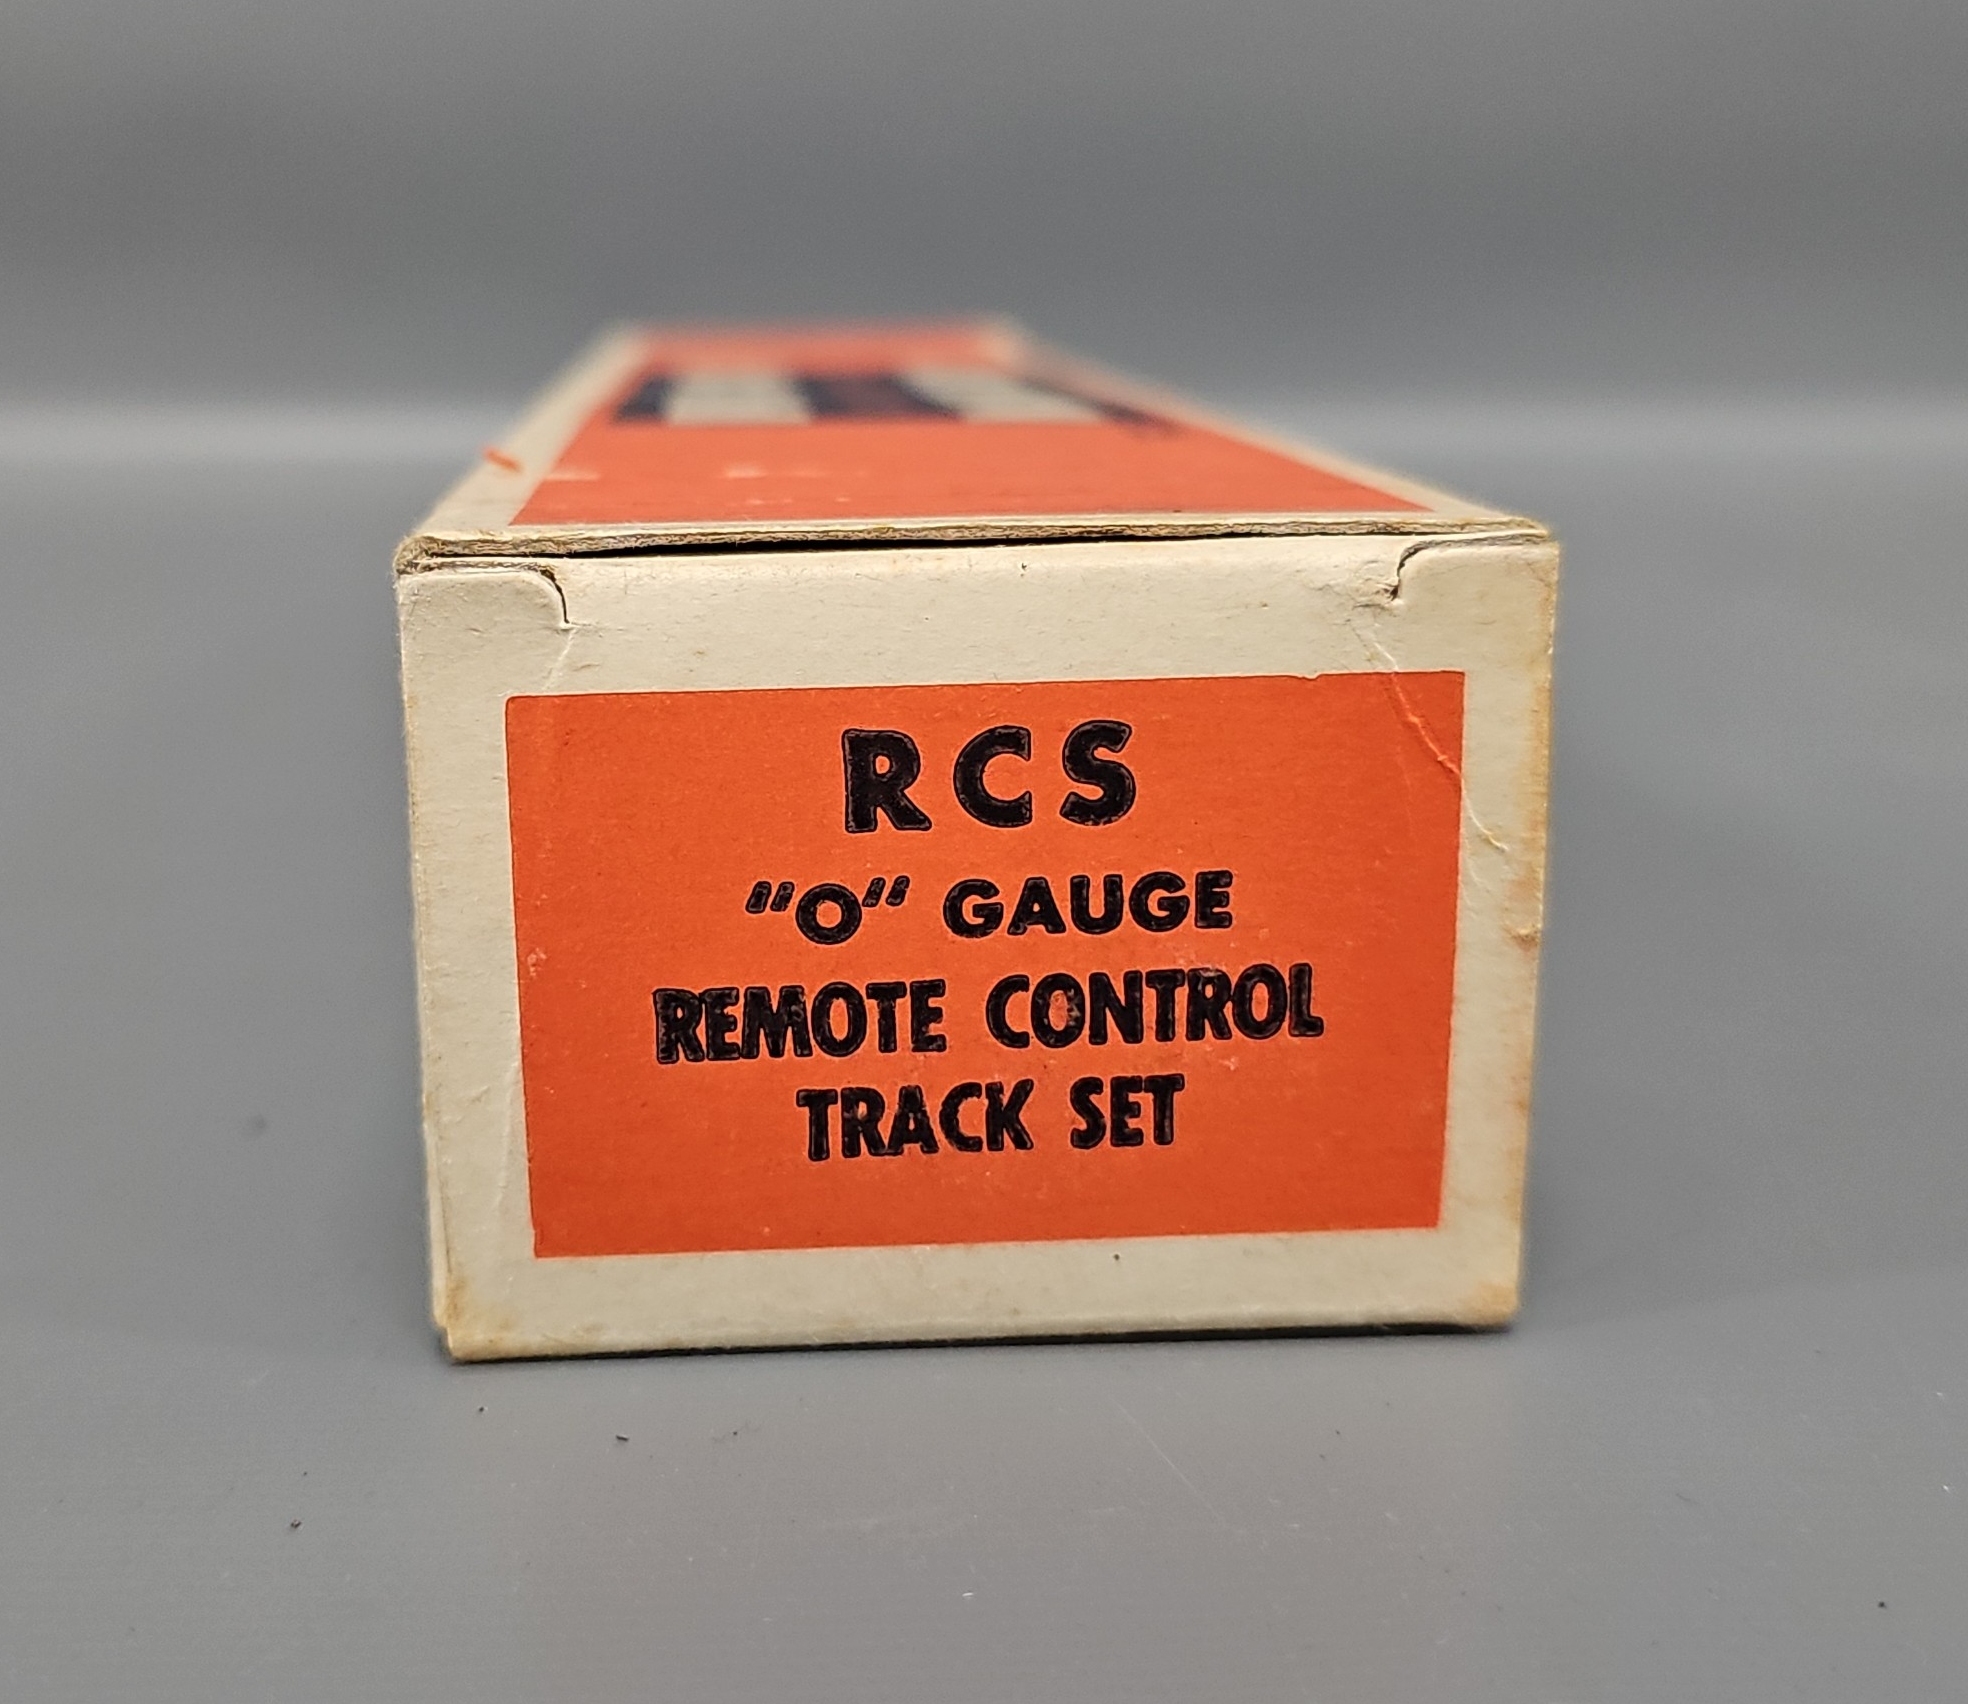 RCS
"O" GAUGE
REMOTE CONTROL
TRACK SET